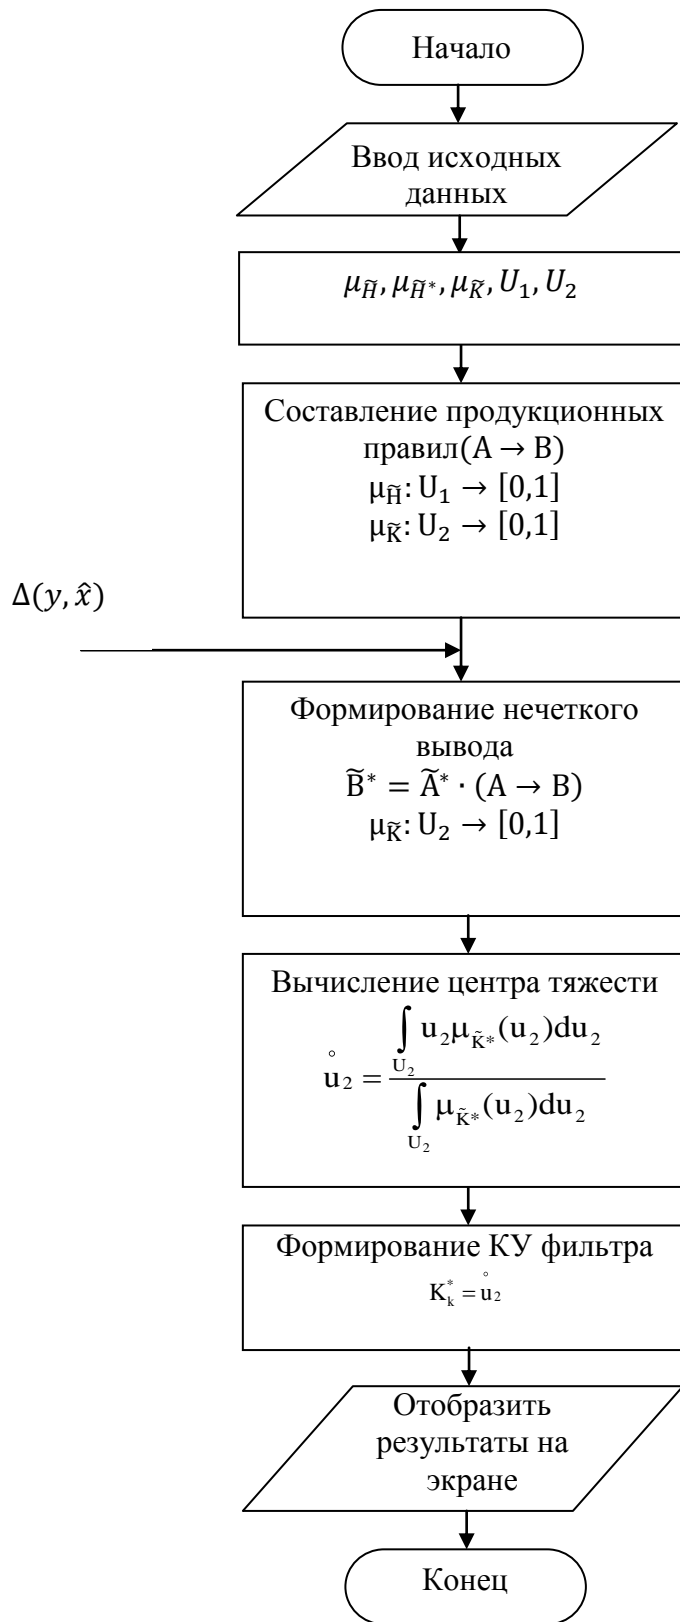 Начало
Ввод исходных
данных
μ_H̃, μ_H̃*, μ_K̃, U₁, U₂
Составление продукционных
правил(A → B)
μ_H̃: U₁ → [0,1]
μ_K̃: U₂ → [0,1]
Δ(y, x̂)
Формирование нечеткого
вывода
B̃* = Ã* · (A → B)
μ_K̃: U₂ → [0,1]
Вычисление центра тяжести
ů₂ = ∫_U₂ u₂μ_K̃*(u₂)du₂ / ∫_U₂ μ_K̃*(u₂)du₂
Формирование КУ фильтра
K*_k = ů₂
Отобразить
результаты на
экране
Конец